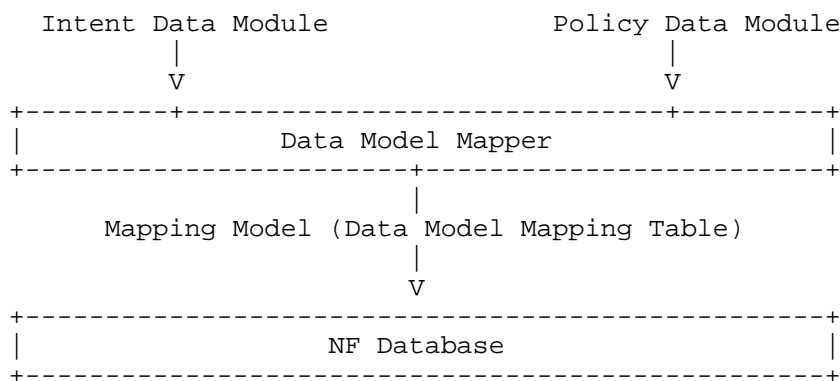 Intent Data Module Policy Data Module
Data Model Mapper
Mapping Model (Data Model Mapping Table)
NF Database